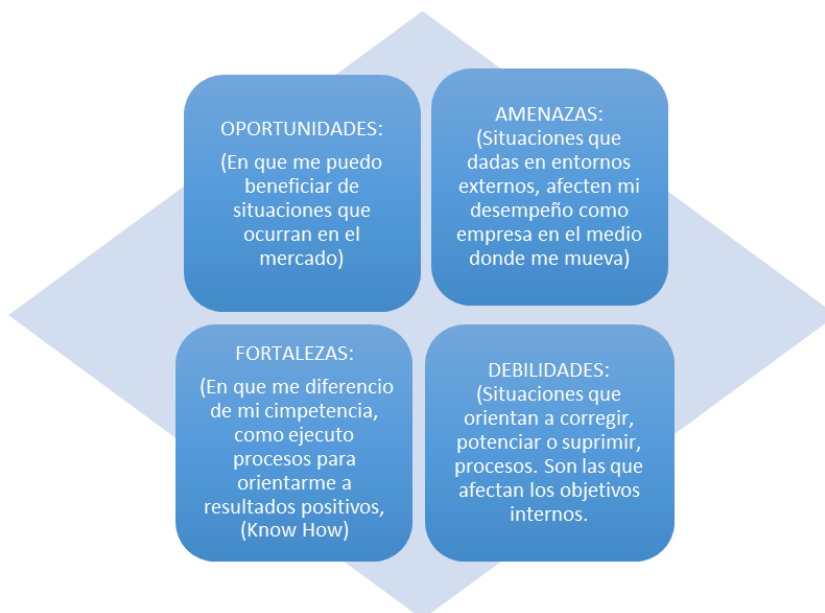 OPORTUNIDADES:
(En que me puedo
beneficiar de
situaciones que
ocurran en el
mercado)
AMENAZAS:
(Situaciones que
dadas en entornos
externos, afecten mi
desempeño como
empresa en el medio
donde me mueva)
FORTALEZAS:
(En que me diferencio
de mi cimpetencia,
como ejecuto
procesos para
orientarme a
resultados positivos,
(Know How)
DEBILIDADES:
(Situaciones que
orientan a corregir,
potenciar o suprimir,
procesos. Son las que
afectan los objetivos
internos.